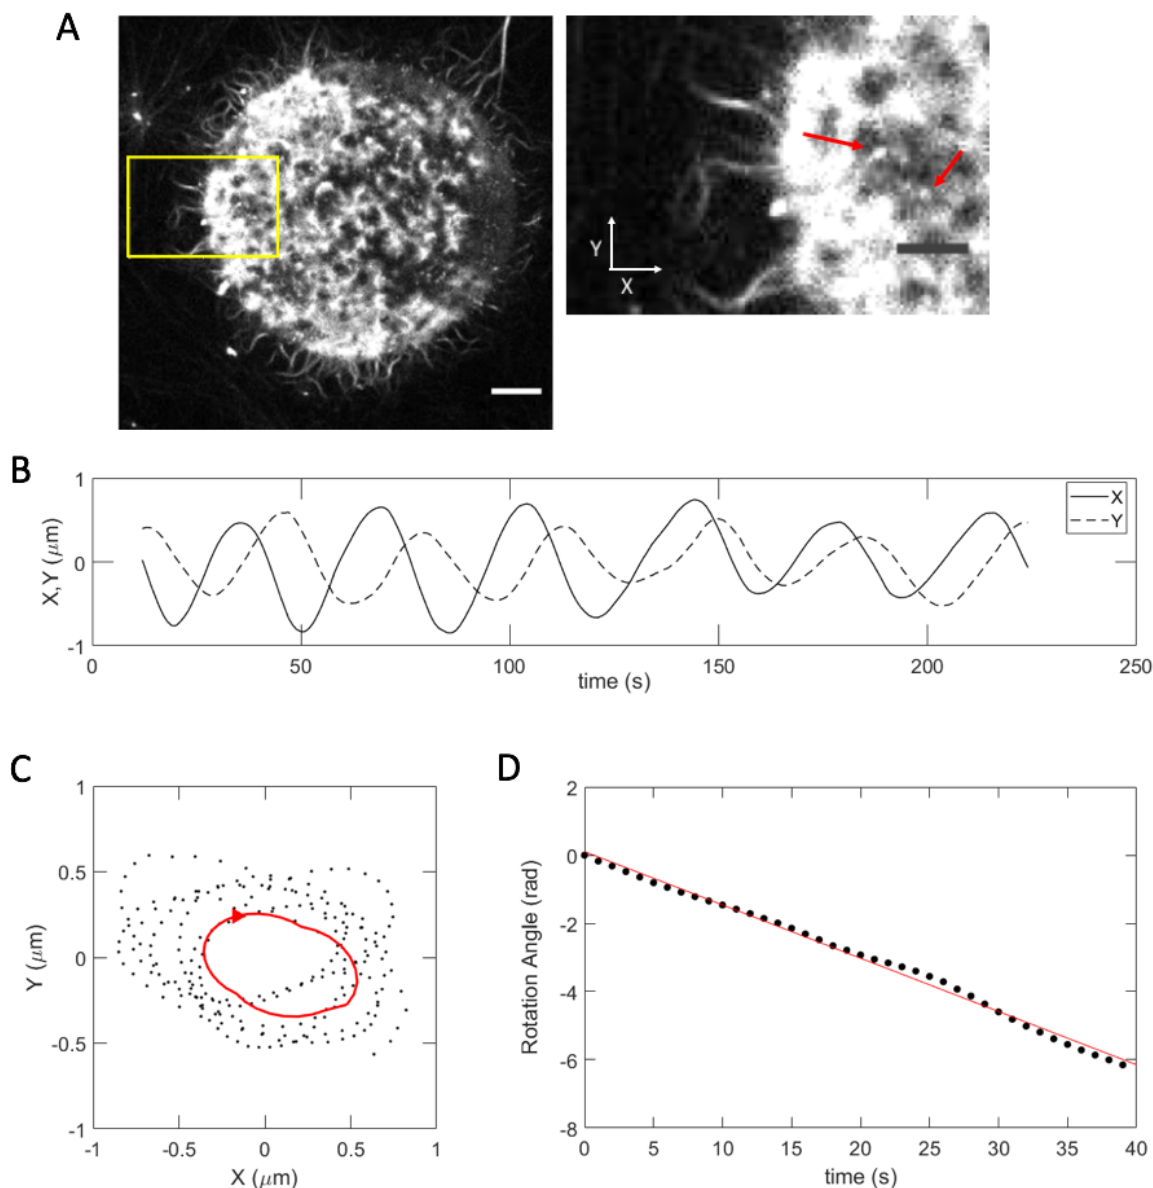 A
Y
X
B
1
0
-1
X,Y (μm)
X
Y
0
50
100
150
200
250
time (s)
C
1
0.5
0
-0.5
-1
Y (μm)
-1
-0.5
0
0.5
1
X (μm)
D
2
0
-2
-4
-6
-8
Rotation Angle (rad)
0
5
10
15
20
25
30
35
40
time (s)